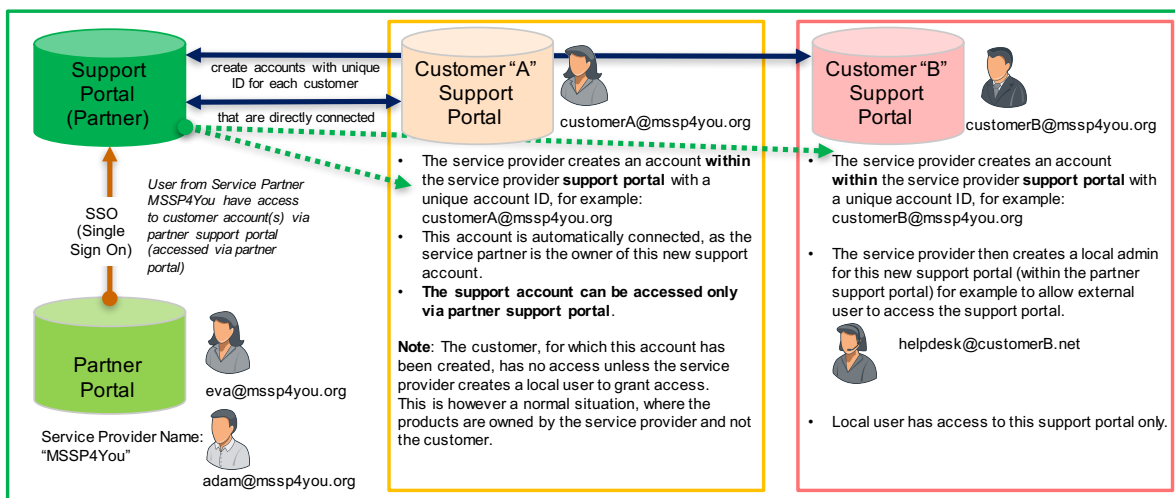 Support
Portal
(Partner)
create accounts with unique
ID for each customer
that are directly connected
User from Service Partner
MSSP4You have access
to customer account(s) via
partner support portal
(accessed via partner
portal)
SSO
(Single
Sign On)
Partner
Portal
eva@mssp4you.org
Service Provider Name:
“MSSP4You”
adam@mssp4you.org
Customer “A”
Support
Portal
customerA@mssp4you.org
• The service provider creates an account within
the service provider support portal with a
unique account ID, for example:
customerA@mssp4you.org
• This account is automatically connected, as the
service partner is the owner of this new support
account.
• The support account can be accessed only
via partner support portal.
Note: The customer, for which this account has
been created, has no access unless the service
provider creates a local user to grant access.
This is however a normal situation, where the
products are owned by the service provider and not
the customer.
Customer “B”
Support
Portal
customerB@mssp4you.org
• The service provider creates an account
within the service provider support portal with
a unique account ID, for example:
customerB@mssp4you.org
• The service provider then creates a local admin
for this new support portal (within the partner
support portal) for example to allow external
user to access the support portal.
helpdesk@customerB.net
• Local user has access to this support portal only.